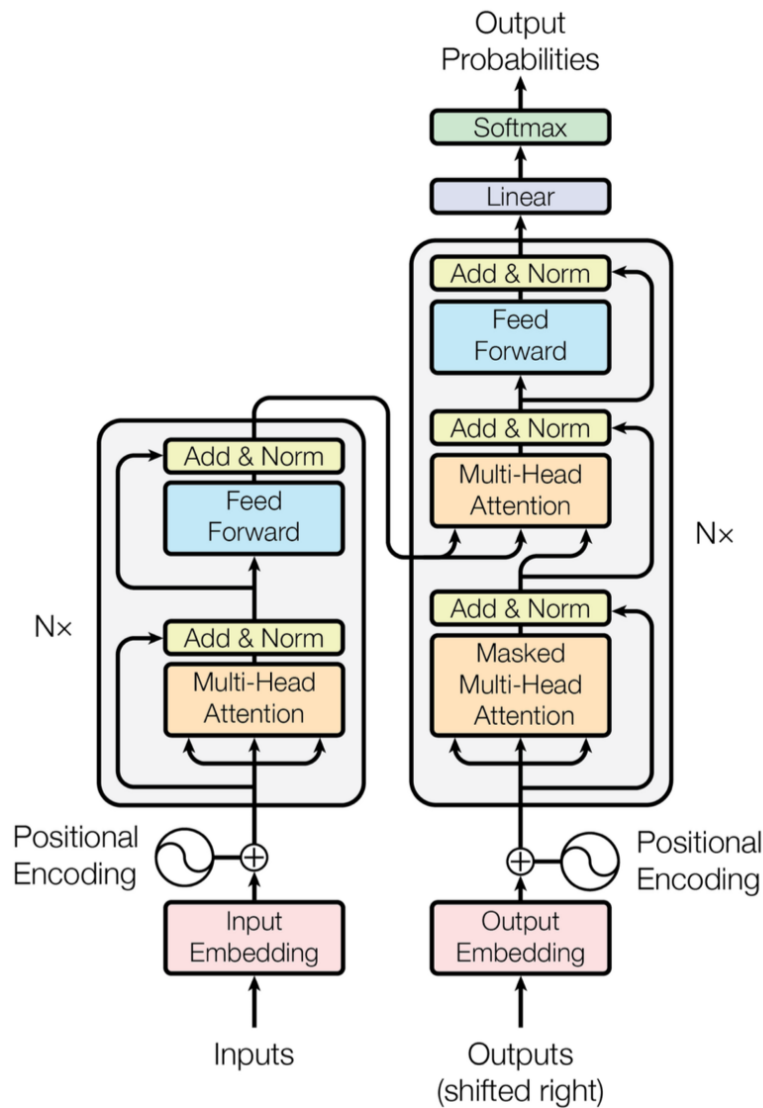 Output
Probabilities
Softmax
Linear
Add & Norm
Feed
Forward
Add & Norm
Multi-Head
Attention
Add & Norm
Masked
Multi-Head
Attention
Nx
Add & Norm
Feed
Forward
Add & Norm
Multi-Head
Attention
Nx
Positional
Encoding
Positional
Encoding
Input
Embedding
Output
Embedding
Inputs
Outputs
(shifted right)